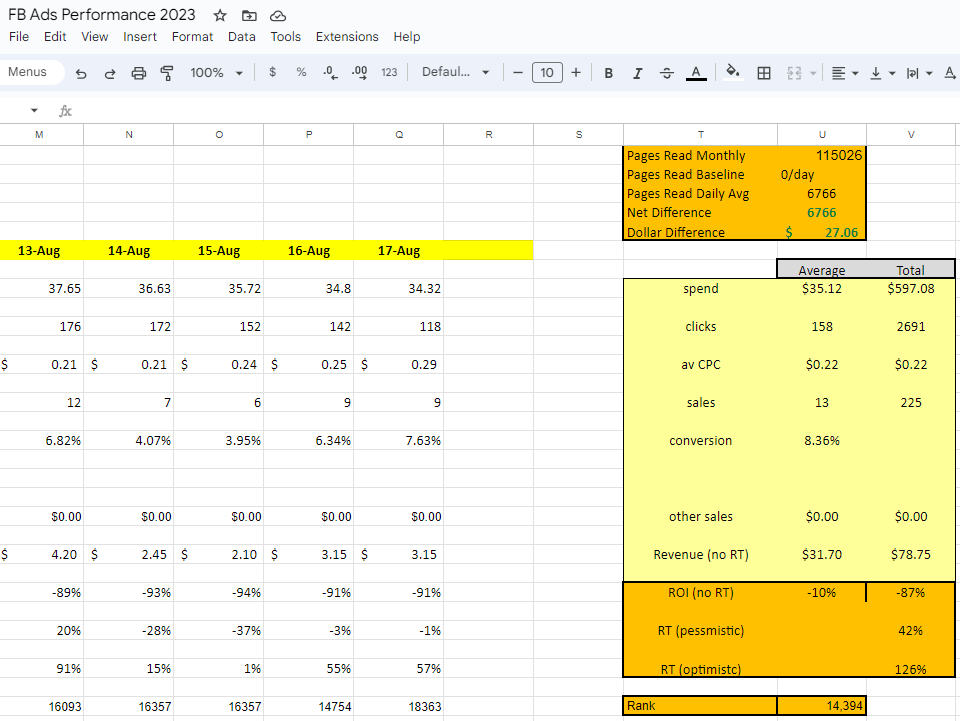 FB Ads Performance 2023
File Edit View Insert Format Data Tools Extensions Help
Menus 100% $ % .0 .00 123 Defaul... − 10 + B I A
fx
M N O P Q R S T U V
Pages Read Monthly 115026
Pages Read Baseline 0/day
Pages Read Daily Avg 6766
Net Difference 6766
Dollar Difference $ 27.06
13-Aug 14-Aug 15-Aug 16-Aug 17-Aug
Average Total
37.65 36.63 35.72 34.8 34.32 spend $35.12 $597.08
176 172 152 142 118 clicks 158 2691
$ 0.21 $ 0.21 $ 0.24 $ 0.25 $ 0.29 av CPC $0.22 $0.22
12 7 6 9 9 sales 13 225
6.82% 4.07% 3.95% 6.34% 7.63% conversion 8.36%
$0.00 $0.00 $0.00 $0.00 $0.00 other sales $0.00 $0.00
$ 4.20 $ 2.45 $ 2.10 $ 3.15 $ 3.15 Revenue (no RT) $31.70 $78.75
-89% -93% -94% -91% -91% ROI (no RT) -10% -87%
20% -28% -37% -3% -1% RT (pessmistic) 42%
91% 15% 1% 55% 57% RT (optimistc) 126%
16093 16357 16357 14754 18363 Rank 14,394